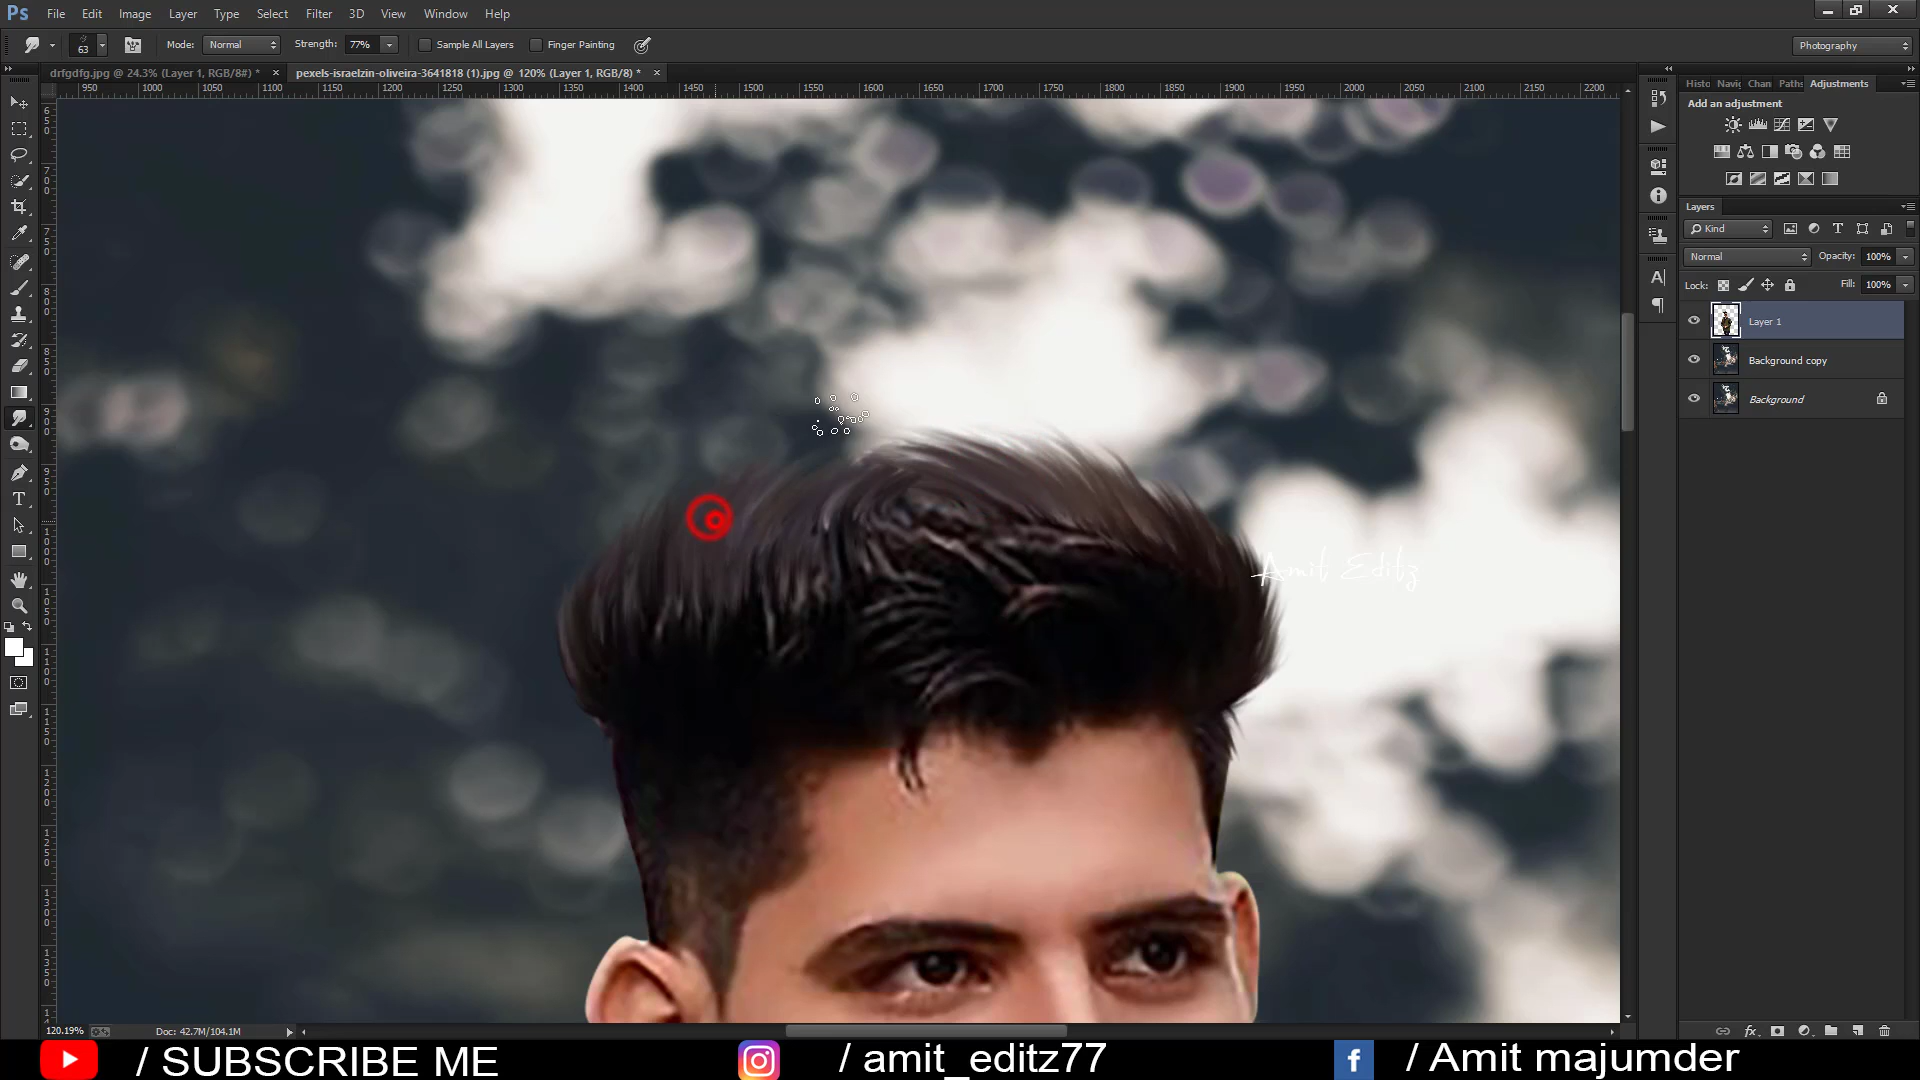 Ps File Edit Image Layer Type Select Filter 3D View Window Help
63 Mode: Normal Strength: 77% Sample All Layers Finger Painting Photography
drfgdfg.jpg @ 24.3% (Layer 1, RGB/8#) * × pexels-israelzin-oliveira-3641818 (1).jpg @ 120% (Layer 1, RGB/8) * ×
950 1000 1050 1100 1150 1200 1250 1300 1350 1400 1450 1500 1550 1600 1650 1700 1750 1800 1850 1900 1950 2000 2050 2100 2150 2200
Histo Navig Chan Paths Adjustments
Add an adjustment
Layers
Kind
Normal Opacity: 100%
Lock: Fill: 100%
Layer 1
Background copy
Background
Amit Editz
120.19% Doc: 42.7M/104.1M
/ SUBSCRIBE ME / amit_editz77 / Amit majumder